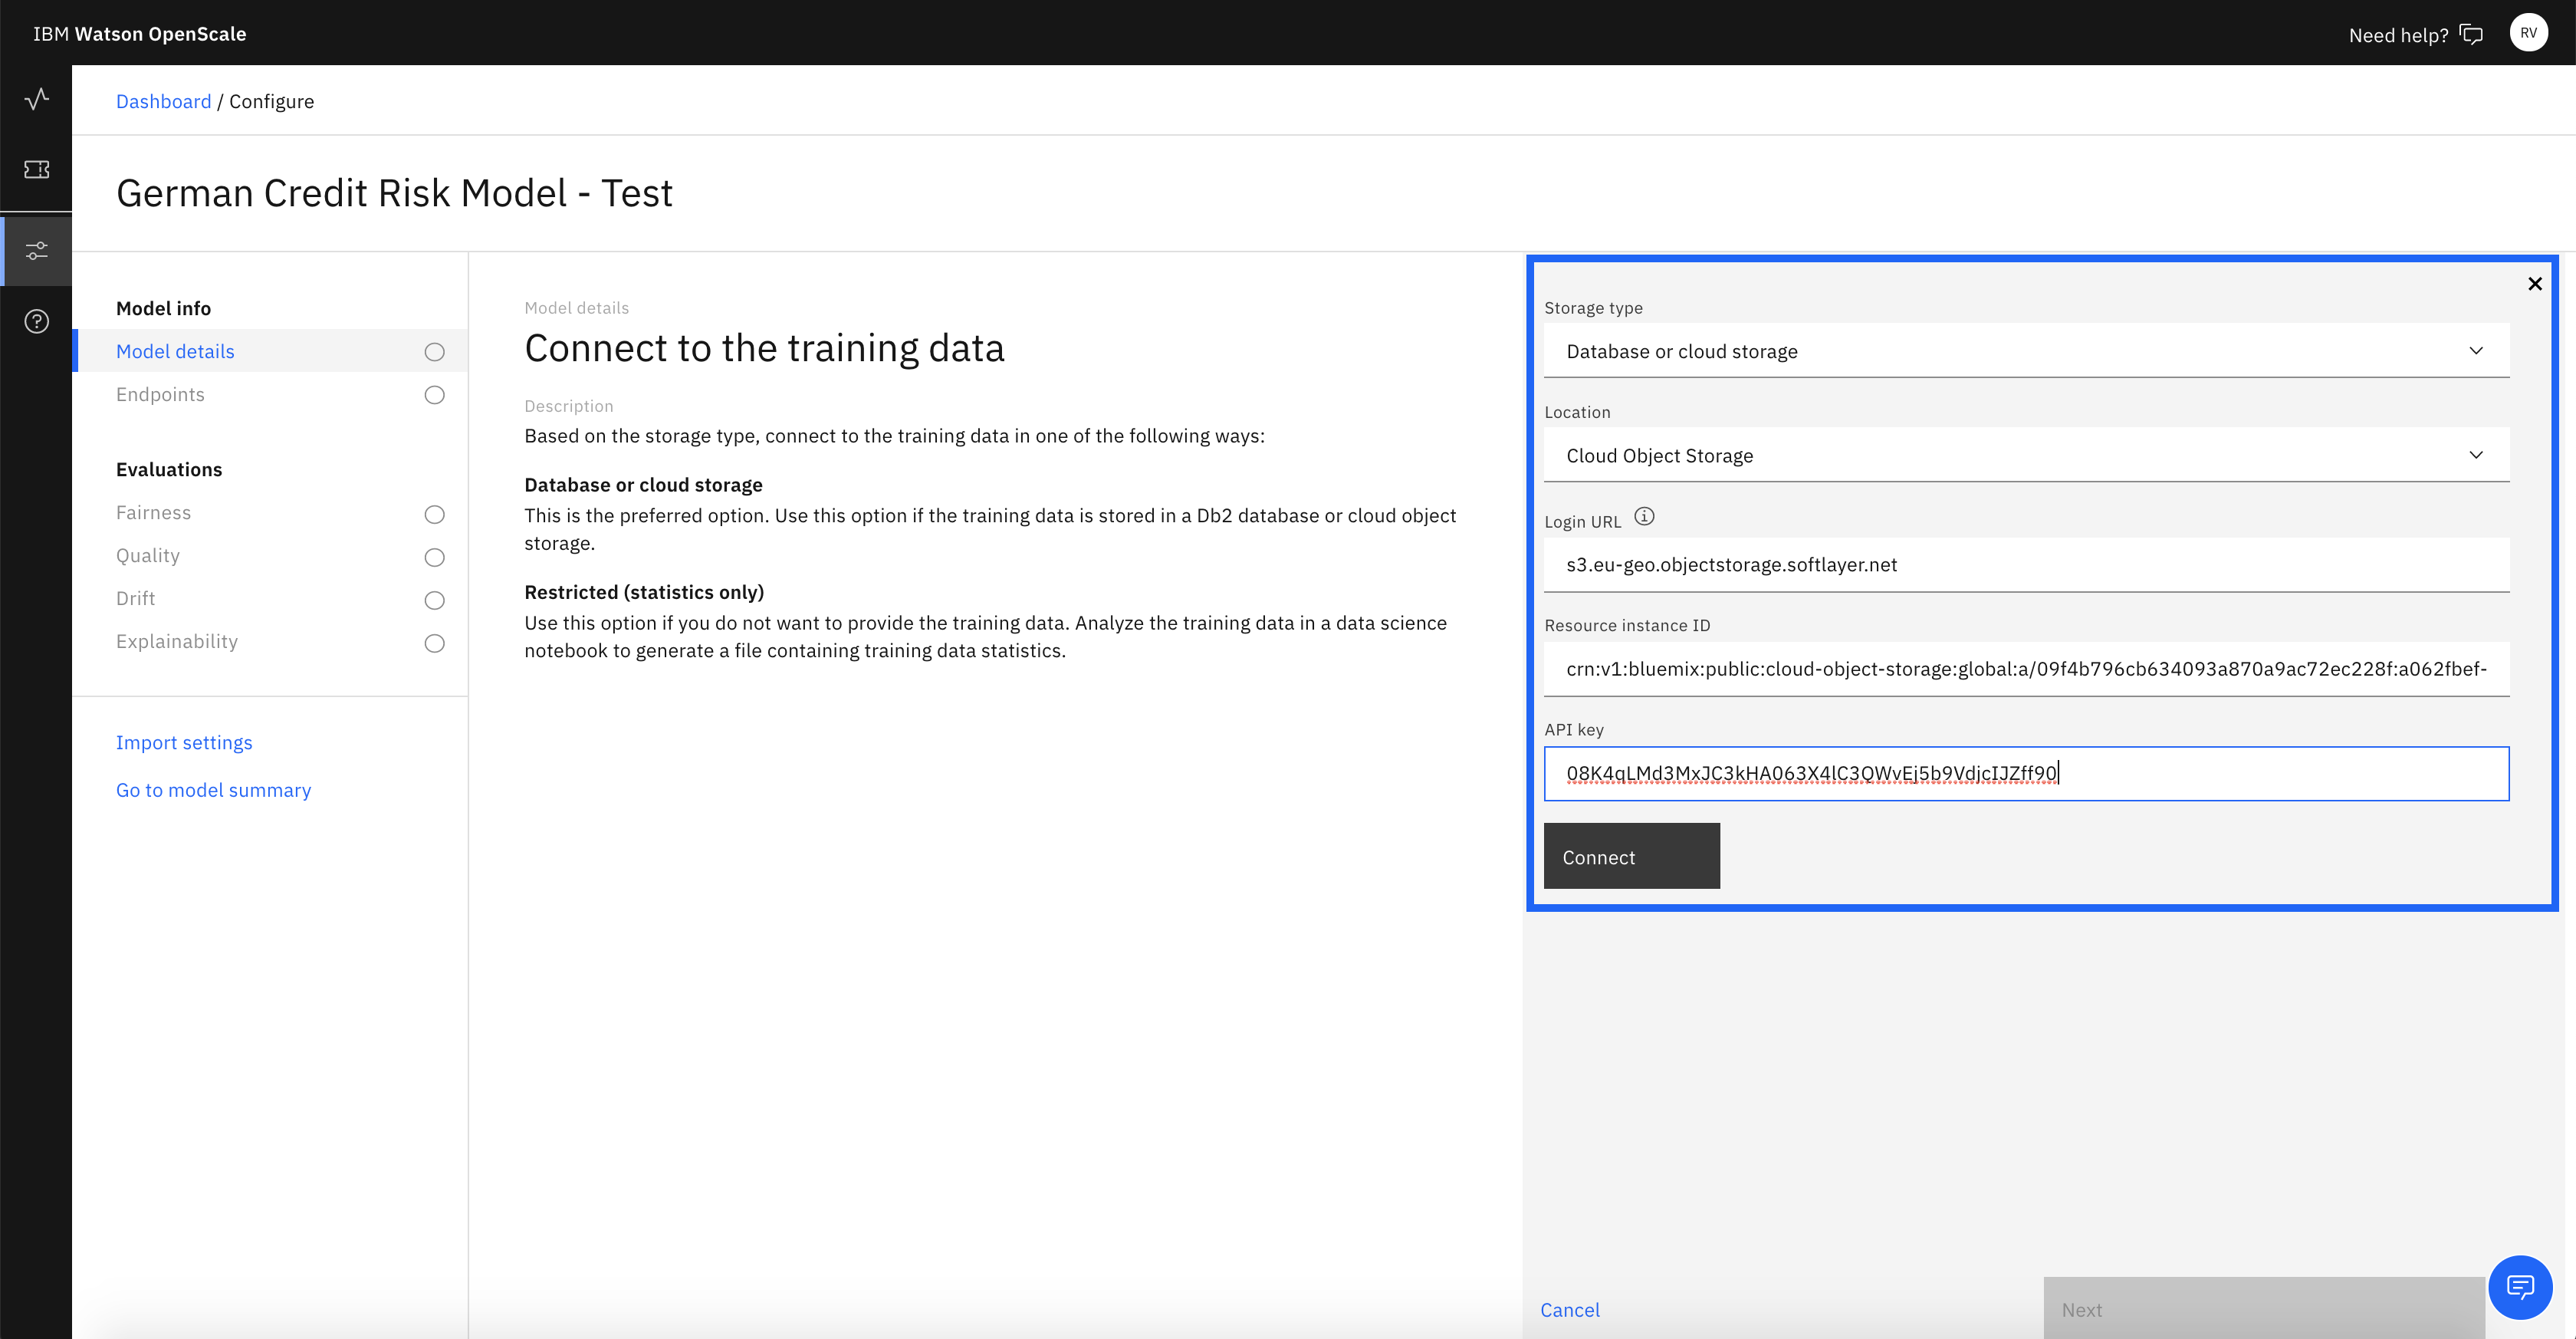 IBM Watson OpenScale
Need help?
RV
Dashboard / Configure
German Credit Risk Model - Test
Model info
Model details
Endpoints
Evaluations
Fairness
Quality
Drift
Explainability
Import settings
Go to model summary
Model details
Connect to the training data
Description
Based on the storage type, connect to the training data in one of the following ways:
Database or cloud storage
This is the preferred option. Use this option if the training data is stored in a Db2 database or cloud object
storage.
Restricted (statistics only)
Use this option if you do not want to provide the training data. Analyze the training data in a data science
notebook to generate a file containing training data statistics.
Storage type
Database or cloud storage
Location
Cloud Object Storage
Login URL
s3.eu-geo.objectstorage.softlayer.net
Resource instance ID
crn:v1:bluemix:public:cloud-object-storage:global:a/09f4b796cb634093a870a9ac72ec228f:a062fbef-
API key
08K4qLMd3MxJC3kHA063X4lC3QWvEj5b9VdjcIJZff90
Connect
Cancel
Next